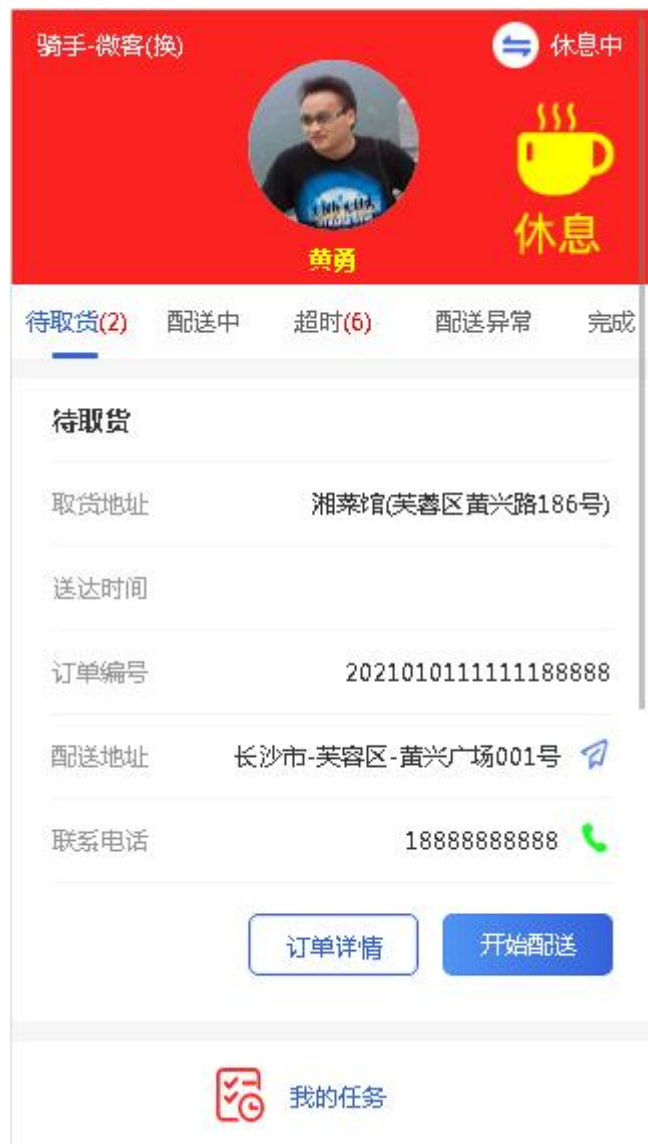 骑手-微客(换)
休息中
休息
黄勇
待取货(2) 配送中 超时(6) 配送异常 完成
待取货
取货地址 湘菜馆(芙蓉区黄兴路186号)
送达时间
订单编号 2021010111111188888
配送地址 长沙市-芙容区-黄兴广场001号
联系电话 18888888888
订单详情 开始配送
我的任务